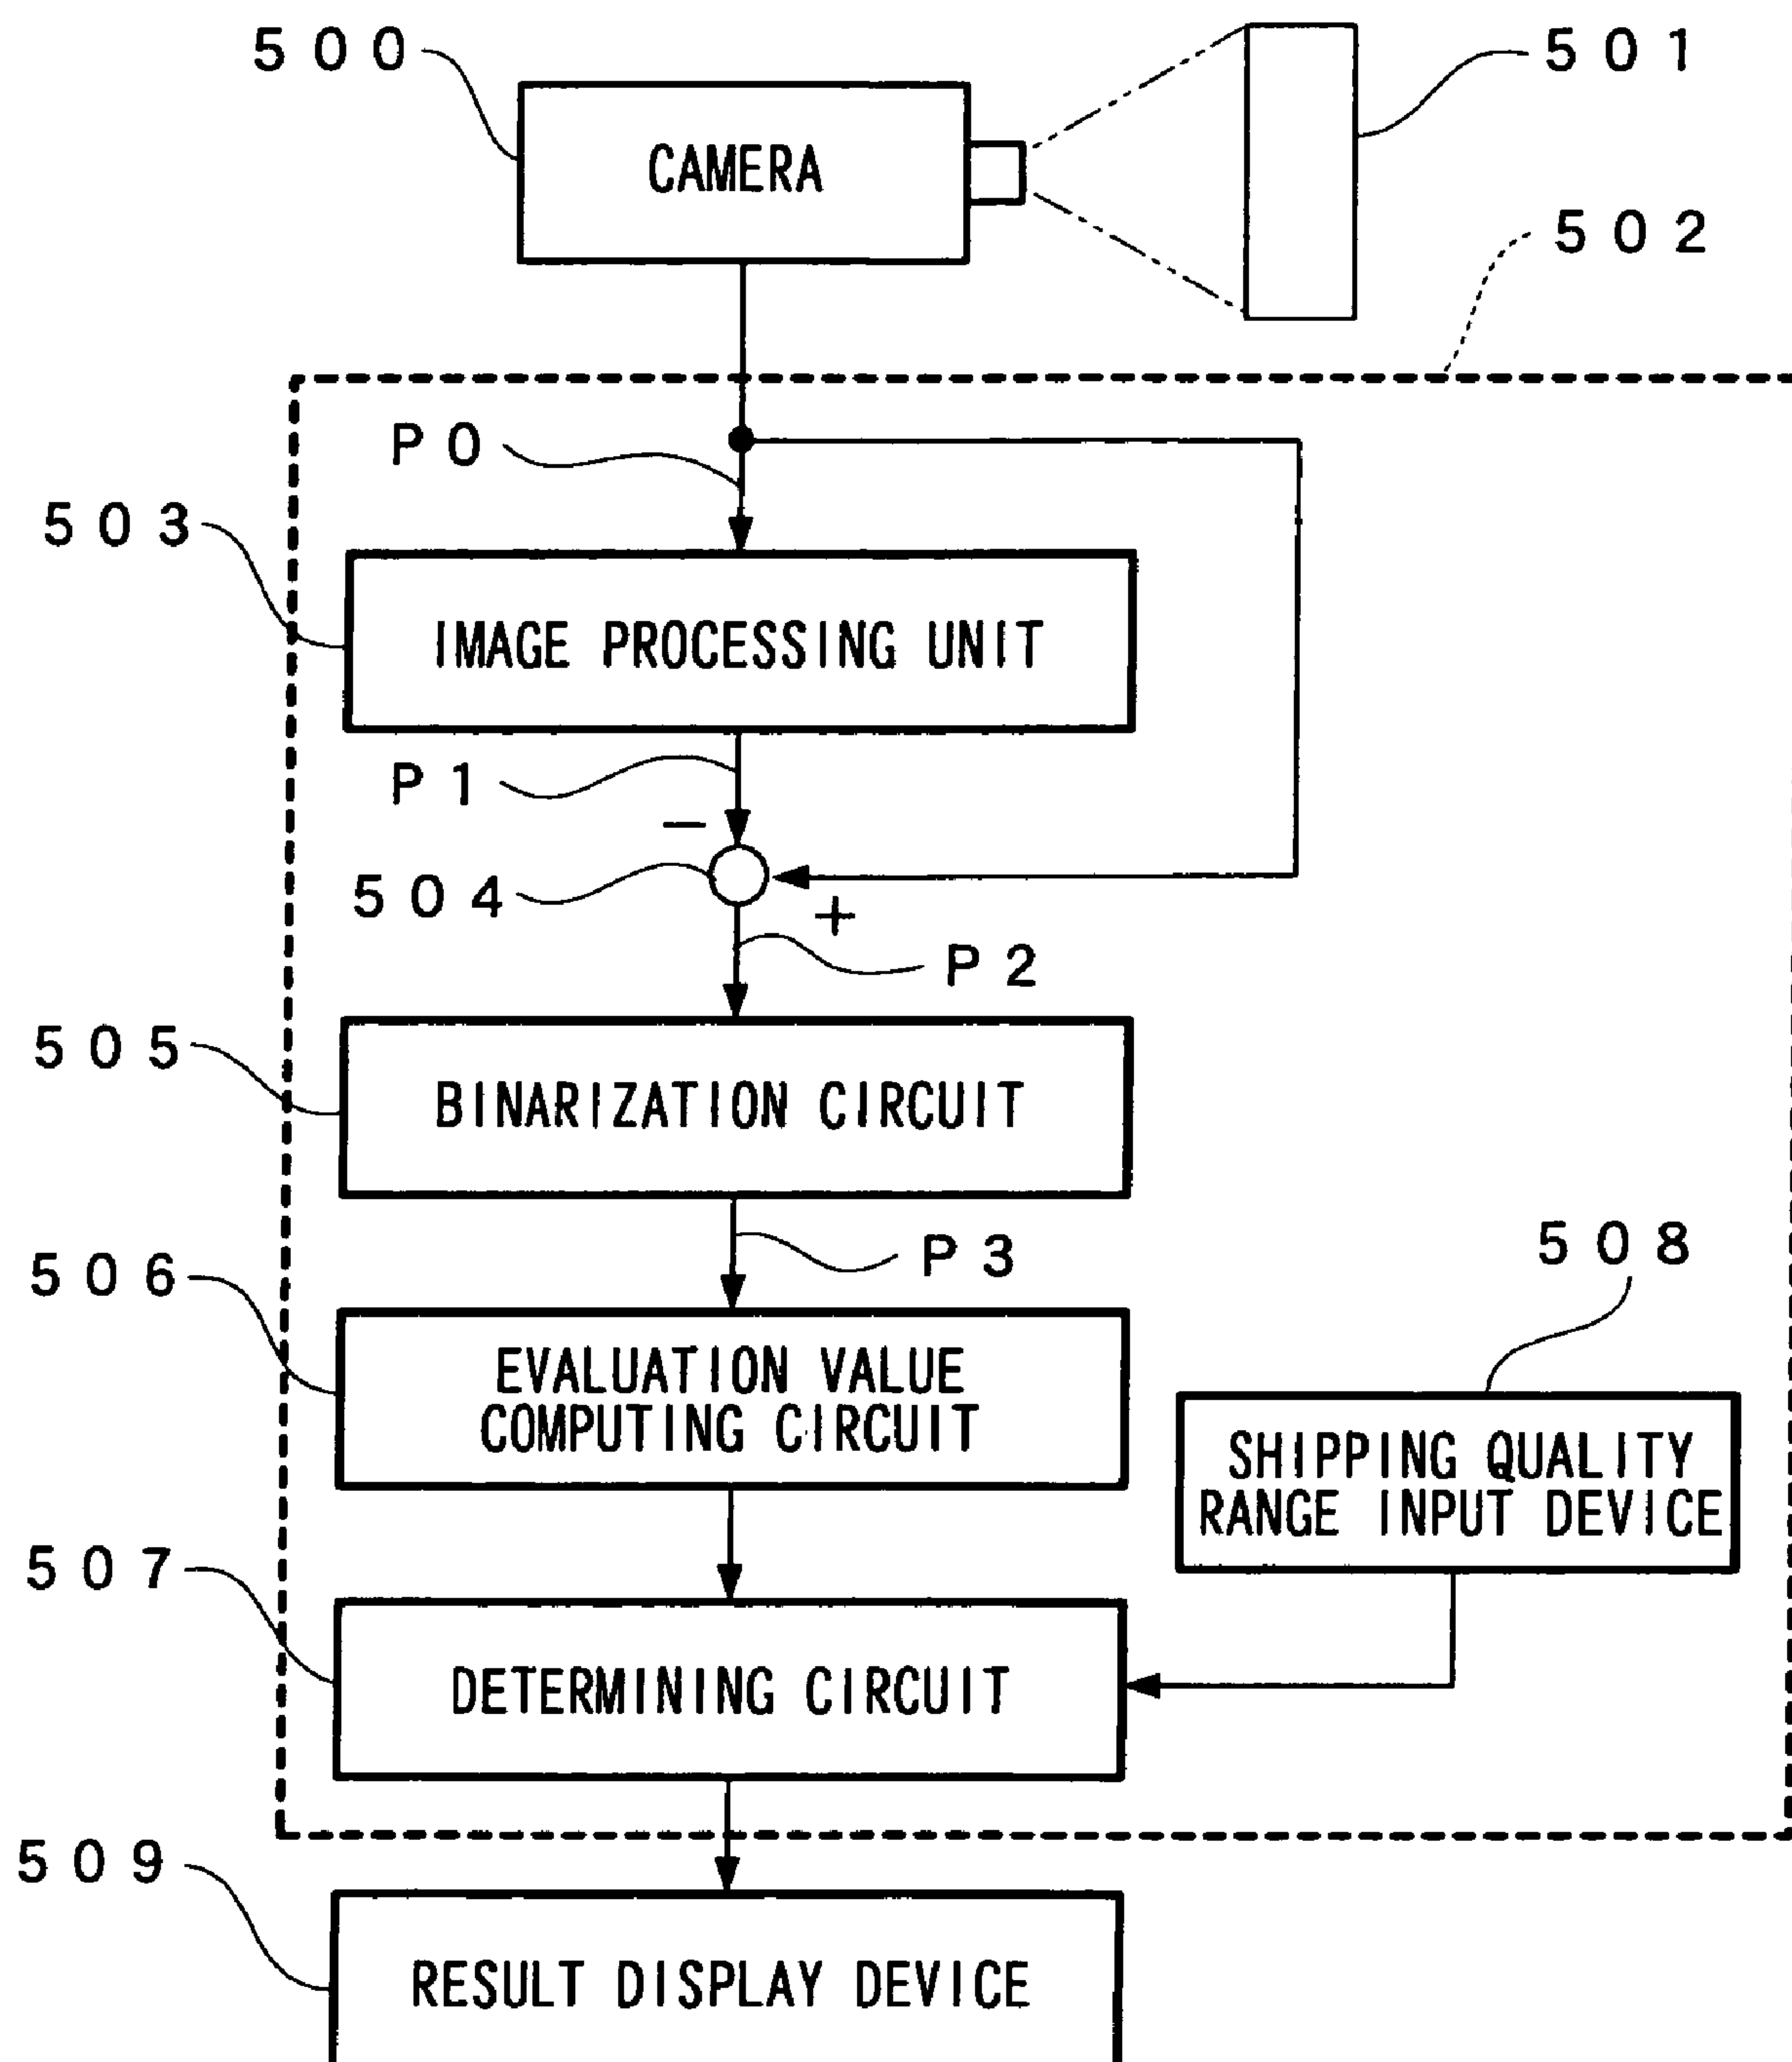 500
501
CAMERA
502
P0
503
IMAGE PROCESSING UNIT
P1
−
504
+
P2
505
BINARIZATION CIRCUIT
P3
508
506
EVALUATION VALUE
COMPUTING CIRCUIT
SHIPPING QUALITY
RANGE INPUT DEVICE
507
DETERMINING CIRCUIT
509
RESULT DISPLAY DEVICE